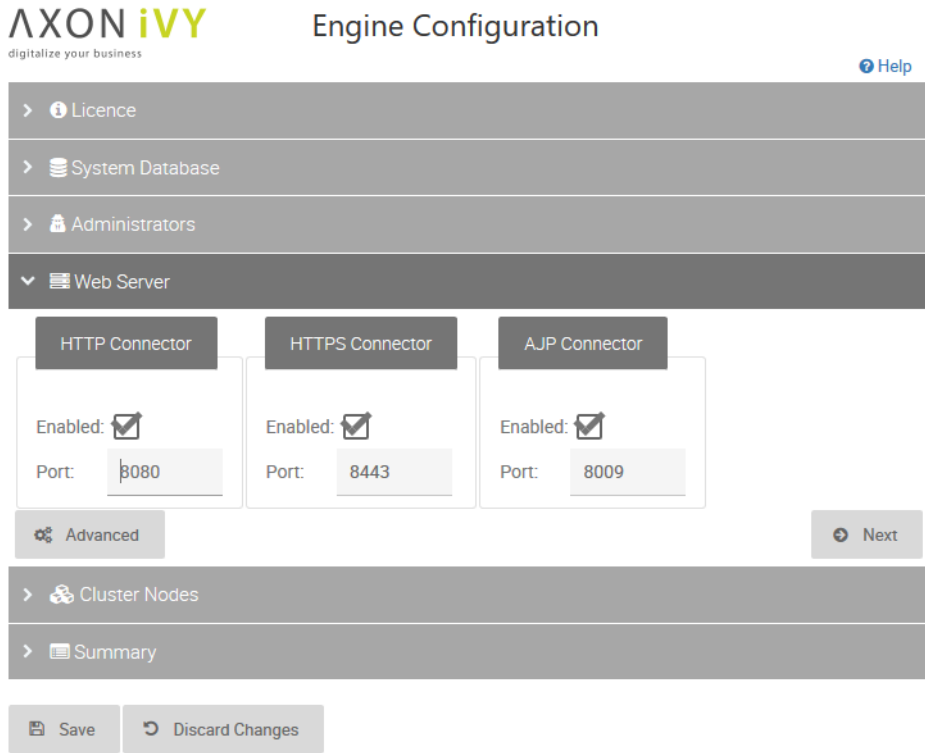 AXON iVY
digitalize your business
Engine Configuration
Help
Licence
System Database
Administrators
Web Server
HTTP Connector HTTPS Connector AJP Connector
Enabled: Enabled: Enabled:
Port: 8080 Port: 8443 Port: 8009
Advanced Next
Cluster Nodes
Summary
Save Discard Changes